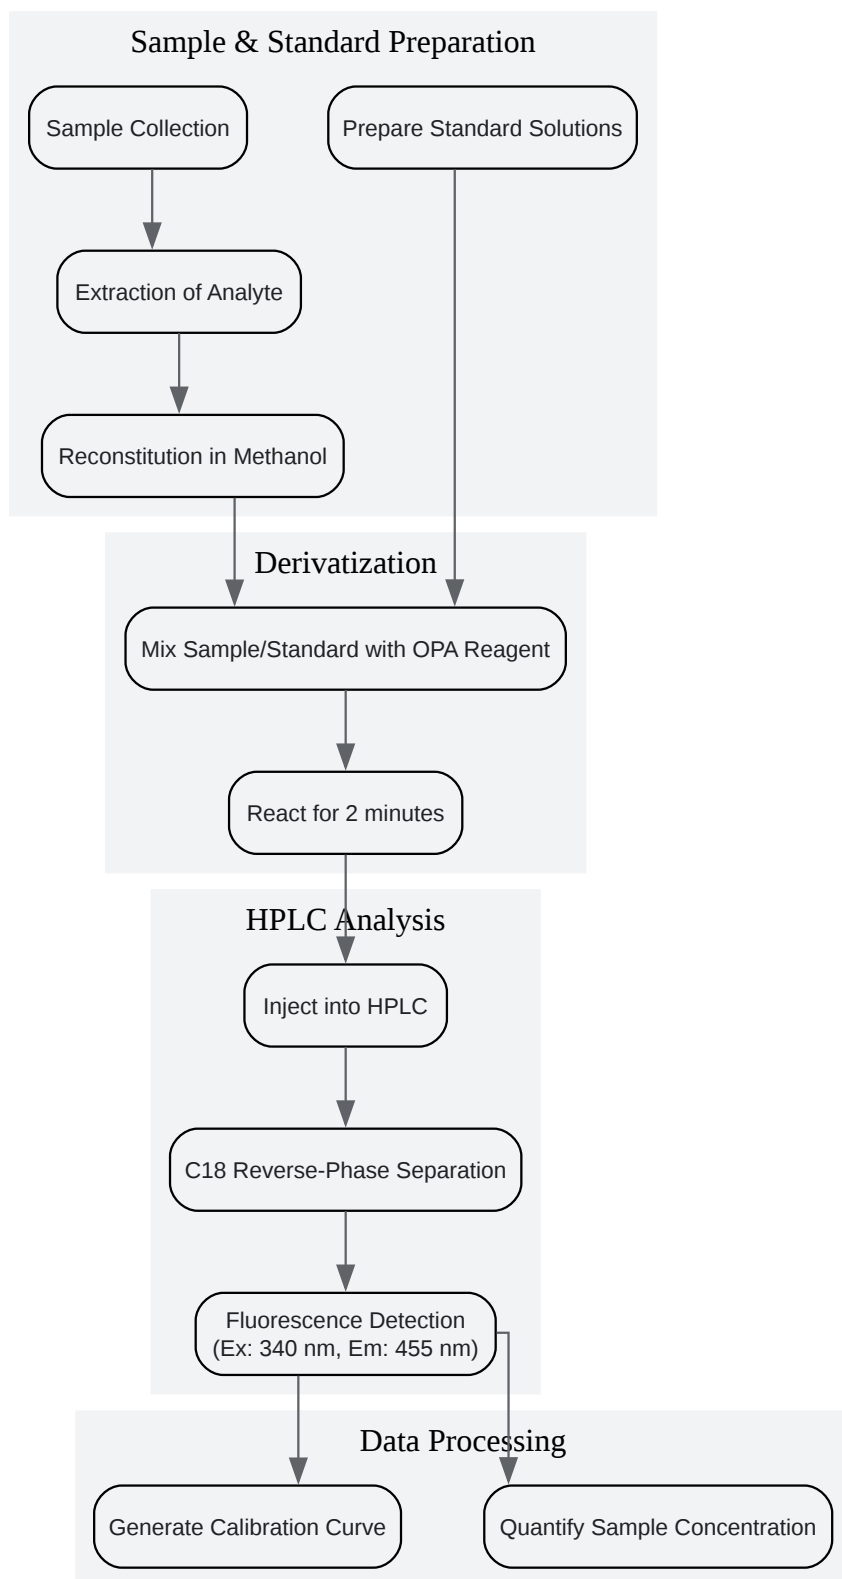 Sample & Standard Preparation
Sample Collection
Prepare Standard Solutions
Extraction of Analyte
Reconstitution in Methanol
Derivatization
Mix Sample/Standard with OPA Reagent
React for 2 minutes
HPLC Analysis
Inject into HPLC
C18 Reverse-Phase Separation
Fluorescence Detection
(Ex: 340 nm, Em: 455 nm)
Data Processing
Generate Calibration Curve
Quantify Sample Concentration